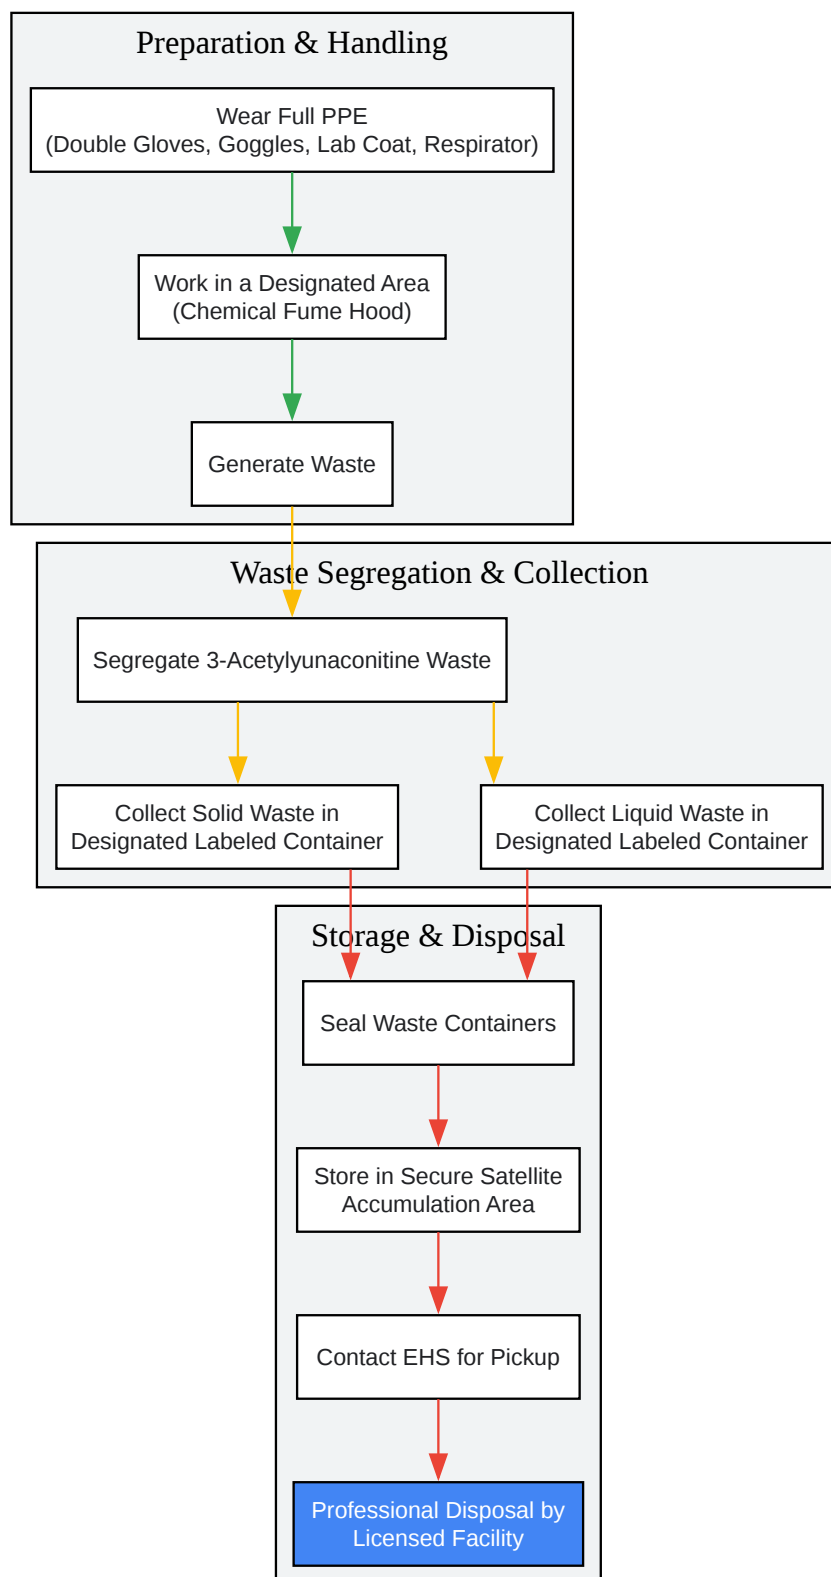 Preparation & Handling
Wear Full PPE
(Double Gloves, Goggles, Lab Coat, Respirator)
Work in a Designated Area
(Chemical Fume Hood)
Generate Waste
Waste Segregation & Collection
Segregate 3-Acetylyunaconitine Waste
Collect Solid Waste in
Designated Labeled Container
Collect Liquid Waste in
Designated Labeled Container
Storage & Disposal
Seal Waste Containers
Store in Secure Satellite
Accumulation Area
Contact EHS for Pickup
Professional Disposal by
Licensed Facility